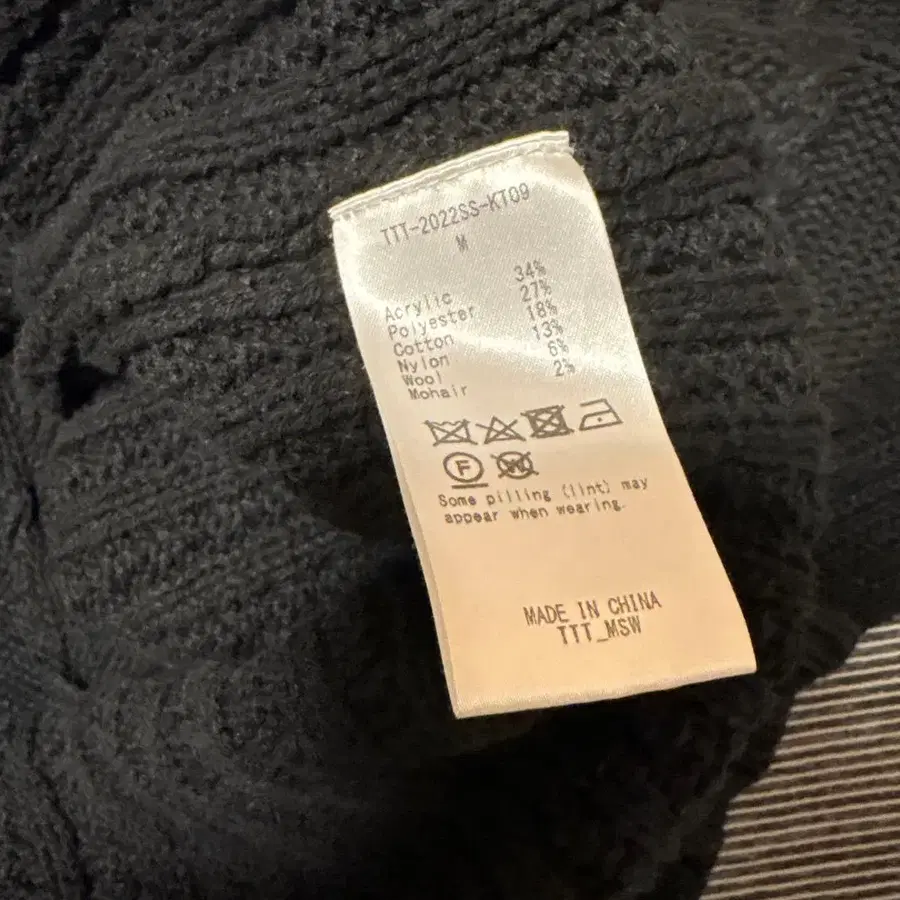 TTT-2022SS-KT09
M
Acrylic 34%
Polyester 27%
Cotton 18%
Nylon 13%
Wool 6%
Mohair 2%
F W
Some pilling (lint) may
appear when wearing.
MADE IN CHINA
TTT_MSW